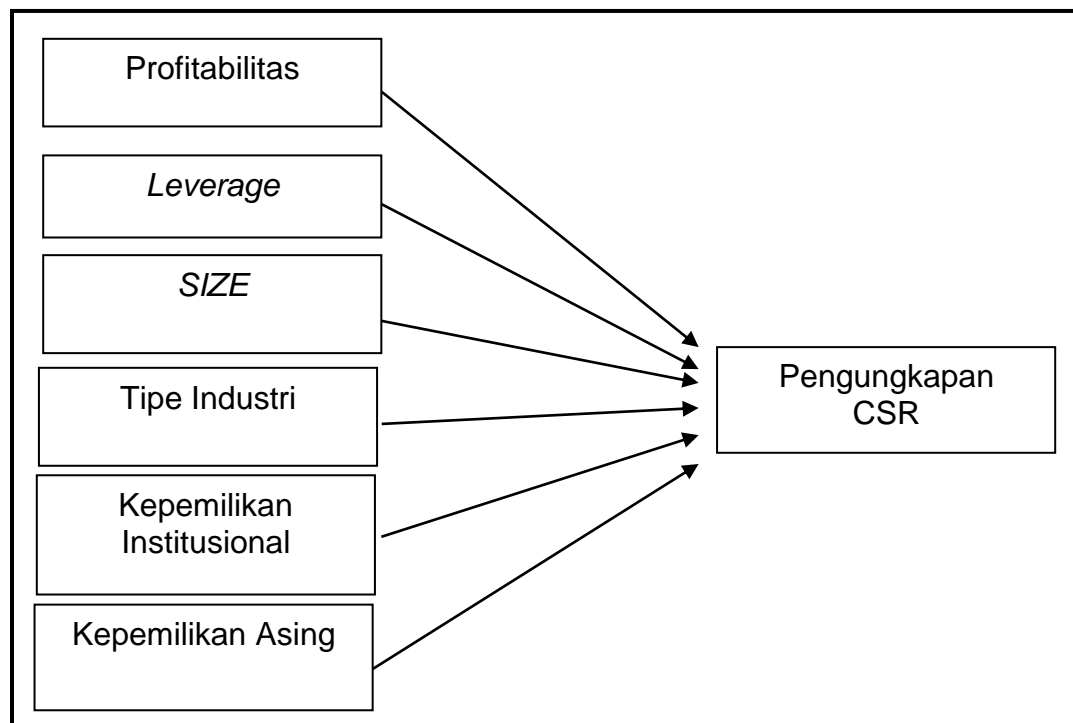 Profitabilitas
Leverage
SIZE
Tipe Industri
Kepemilikan
Institusional
Kepemilikan Asing
Pengungkapan
CSR